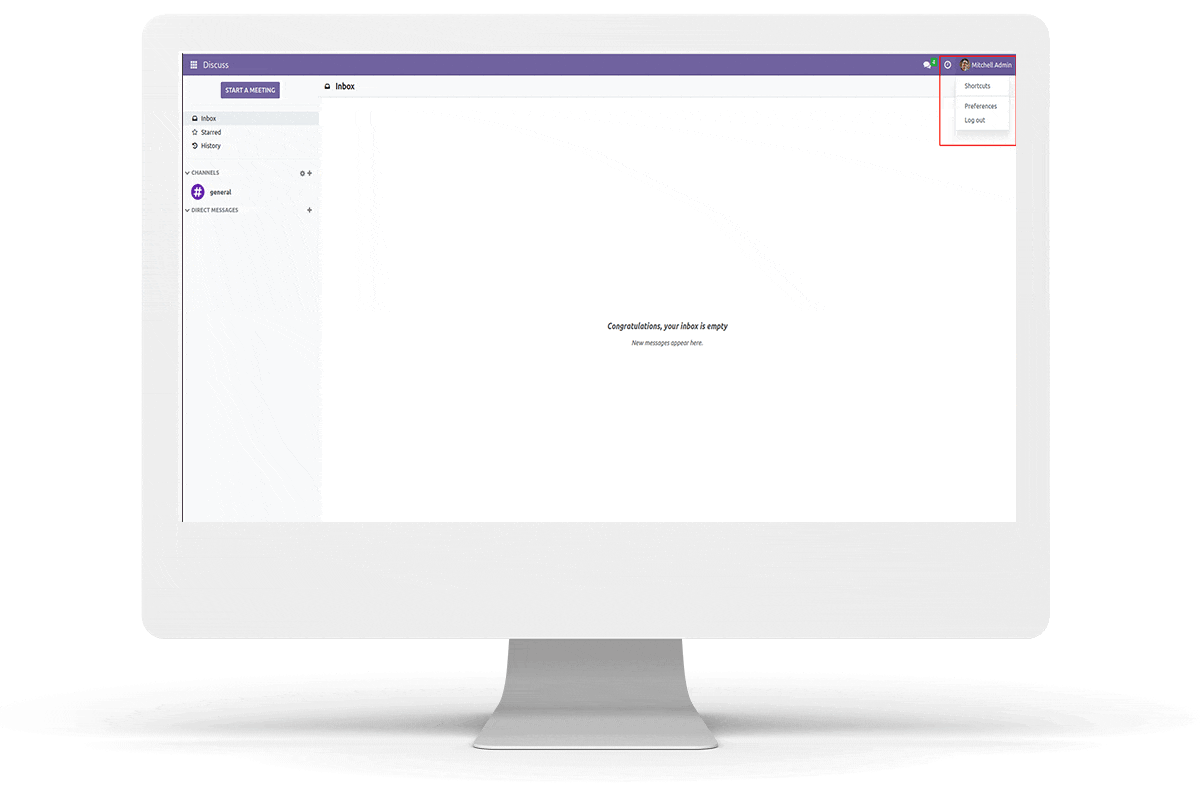 Discuss
4
Mitchell Admin
START A MEETING
Inbox
Shortcuts
Preferences
Log out
Inbox
Starred
History
CHANNELS
general
DIRECT MESSAGES
Congratulations, your inbox is empty
New messages appear here.